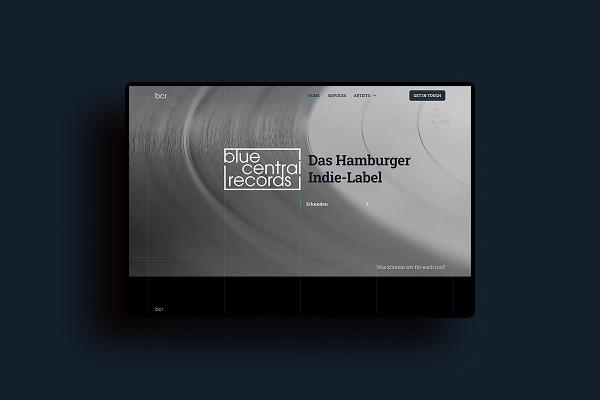 bcr
HOME SERVICES ARTISTS
GET IN TOUCH
blue
central
records
Das Hamburger
Indie-Label
Erkunden
Was können wir für euch tun?
bcr